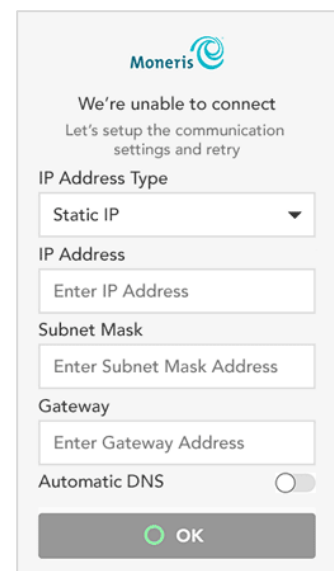 Moneris
We're unable to connect
Let's setup the communication
settings and retry
IP Address Type
Static IP
IP Address
Enter IP Address
Subnet Mask
Enter Subnet Mask Address
Gateway
Enter Gateway Address
Automatic DNS
OK